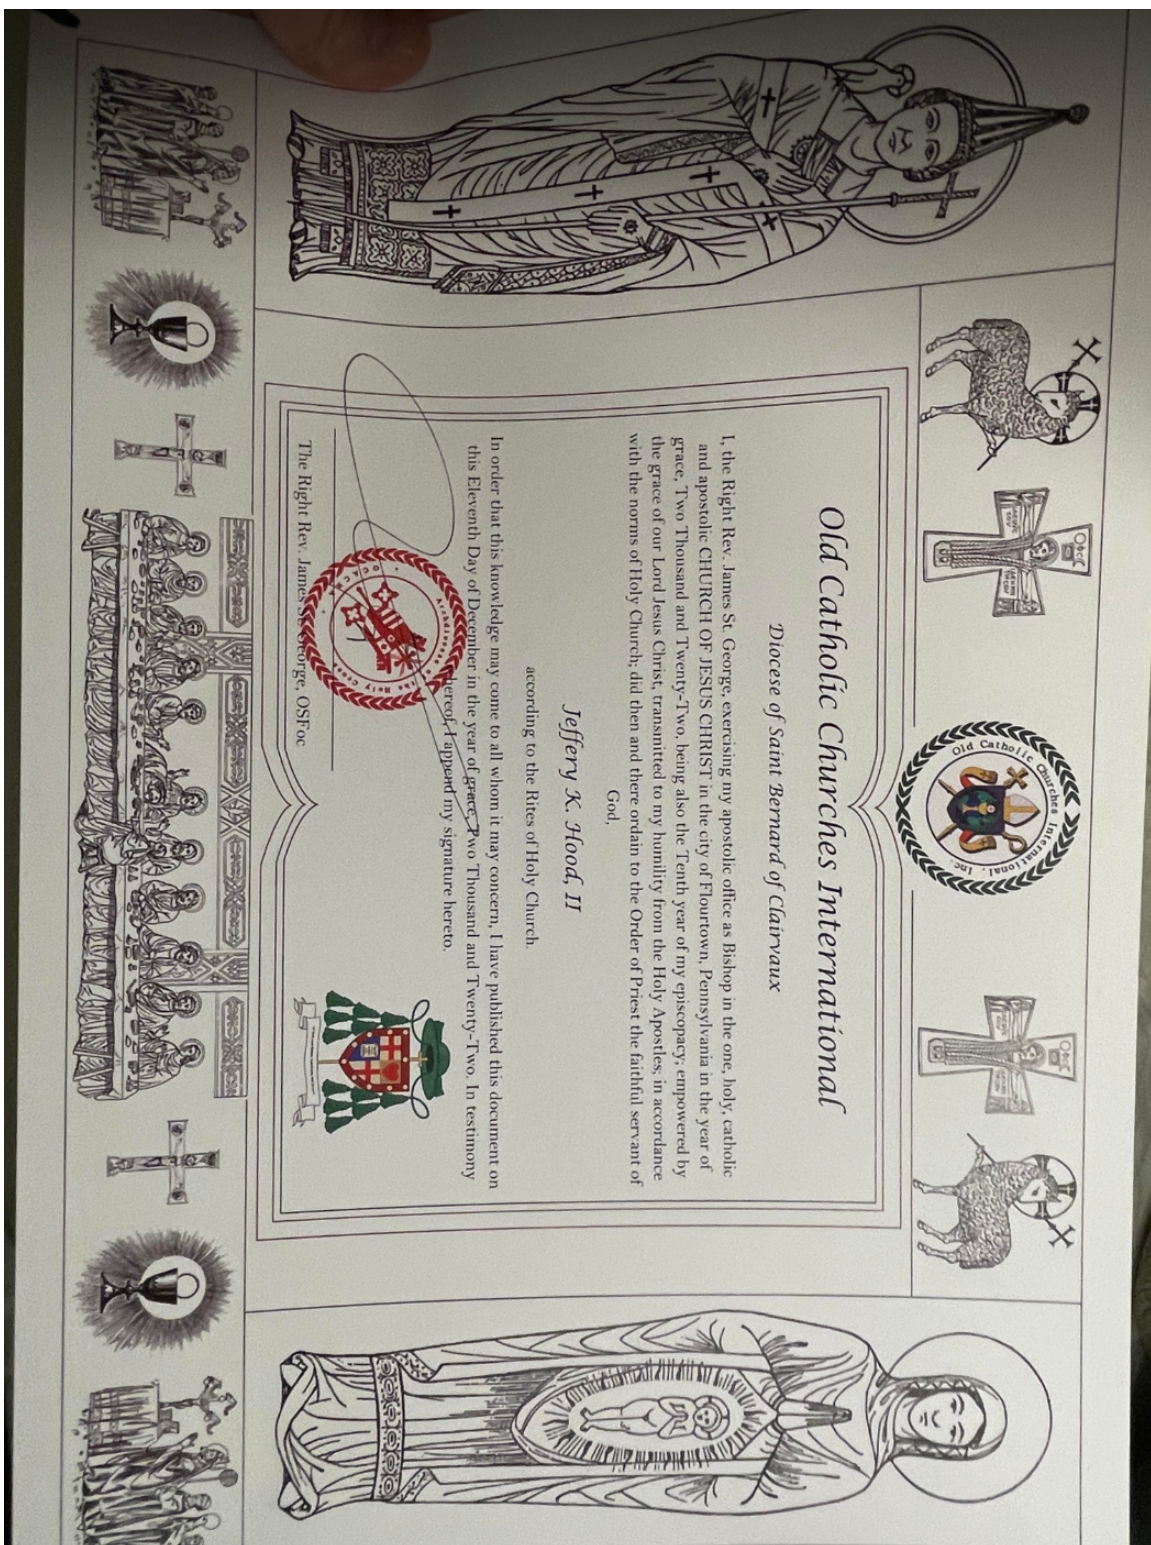 Old Catholic Churches International, Inc.
Old Catholic Churches International
Diocese of Saint Bernard of Clairvaux
I, the Right Rev. James St. George, exercising my apostolic office as Bishop in the one, holy, catholic
and apostolic CHURCH OF JESUS CHRIST in the city of Flourtown, Pennsylvania in the year of
grace, Two Thousand and Twenty-Two, being also the Tenth year of my episcopacy; empowered by
the grace of our Lord Jesus Christ, transmitted to my humility from the Holy Apostles; in accordance
with the norms of Holy Church; did then and there ordain to the Order of Priest the faithful servant of
God,
Jeffery K. Hood, II
according to the Rites of Holy Church.
In order that this knowledge may come to all whom it may concern, I have published this document on
this Eleventh Day of December in the year of grace, Two Thousand and Twenty-Two. In testimony
hereof, I append my signature hereto.
The Right Rev. James St. George, OSFoc